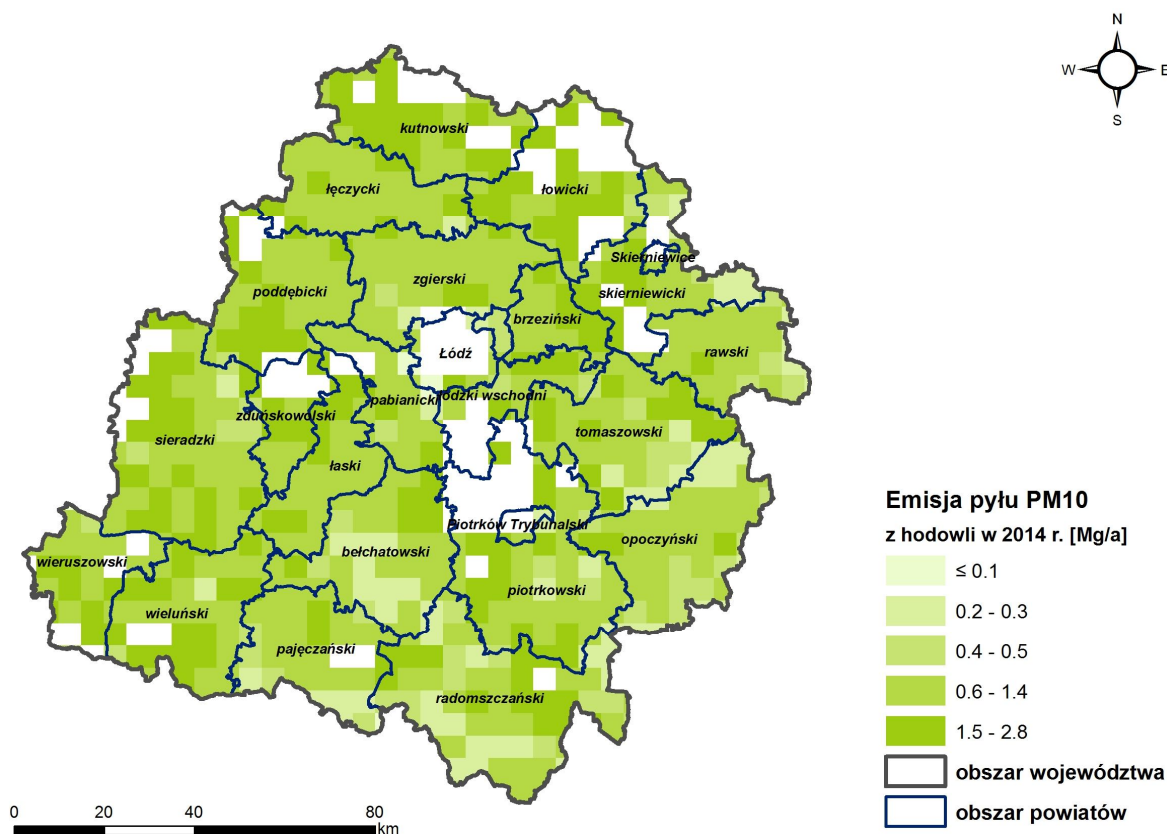 N
W E
S
kutnowski
łęczycki
łowicki
Skierniewice
zgierski
poddębicki
skierniewicki
brzeziński
Łódź
rawski
łódzki wschodni
pabianicki
zduńskowolski
sieradzki
tomaszowski
łaski
Piotrków Trybunalski
opoczyński
bełchatowski
wieruszowski
piotrkowski
wieluński
pajęczański
radomszczański
Emisja pyłu PM10
z hodowli w 2014 r. [Mg/a]
≤ 0.1
0.2 - 0.3
0.4 - 0.5
0.6 - 1.4
1.5 - 2.8
obszar województwa
obszar powiatów
0 20 40 80
km